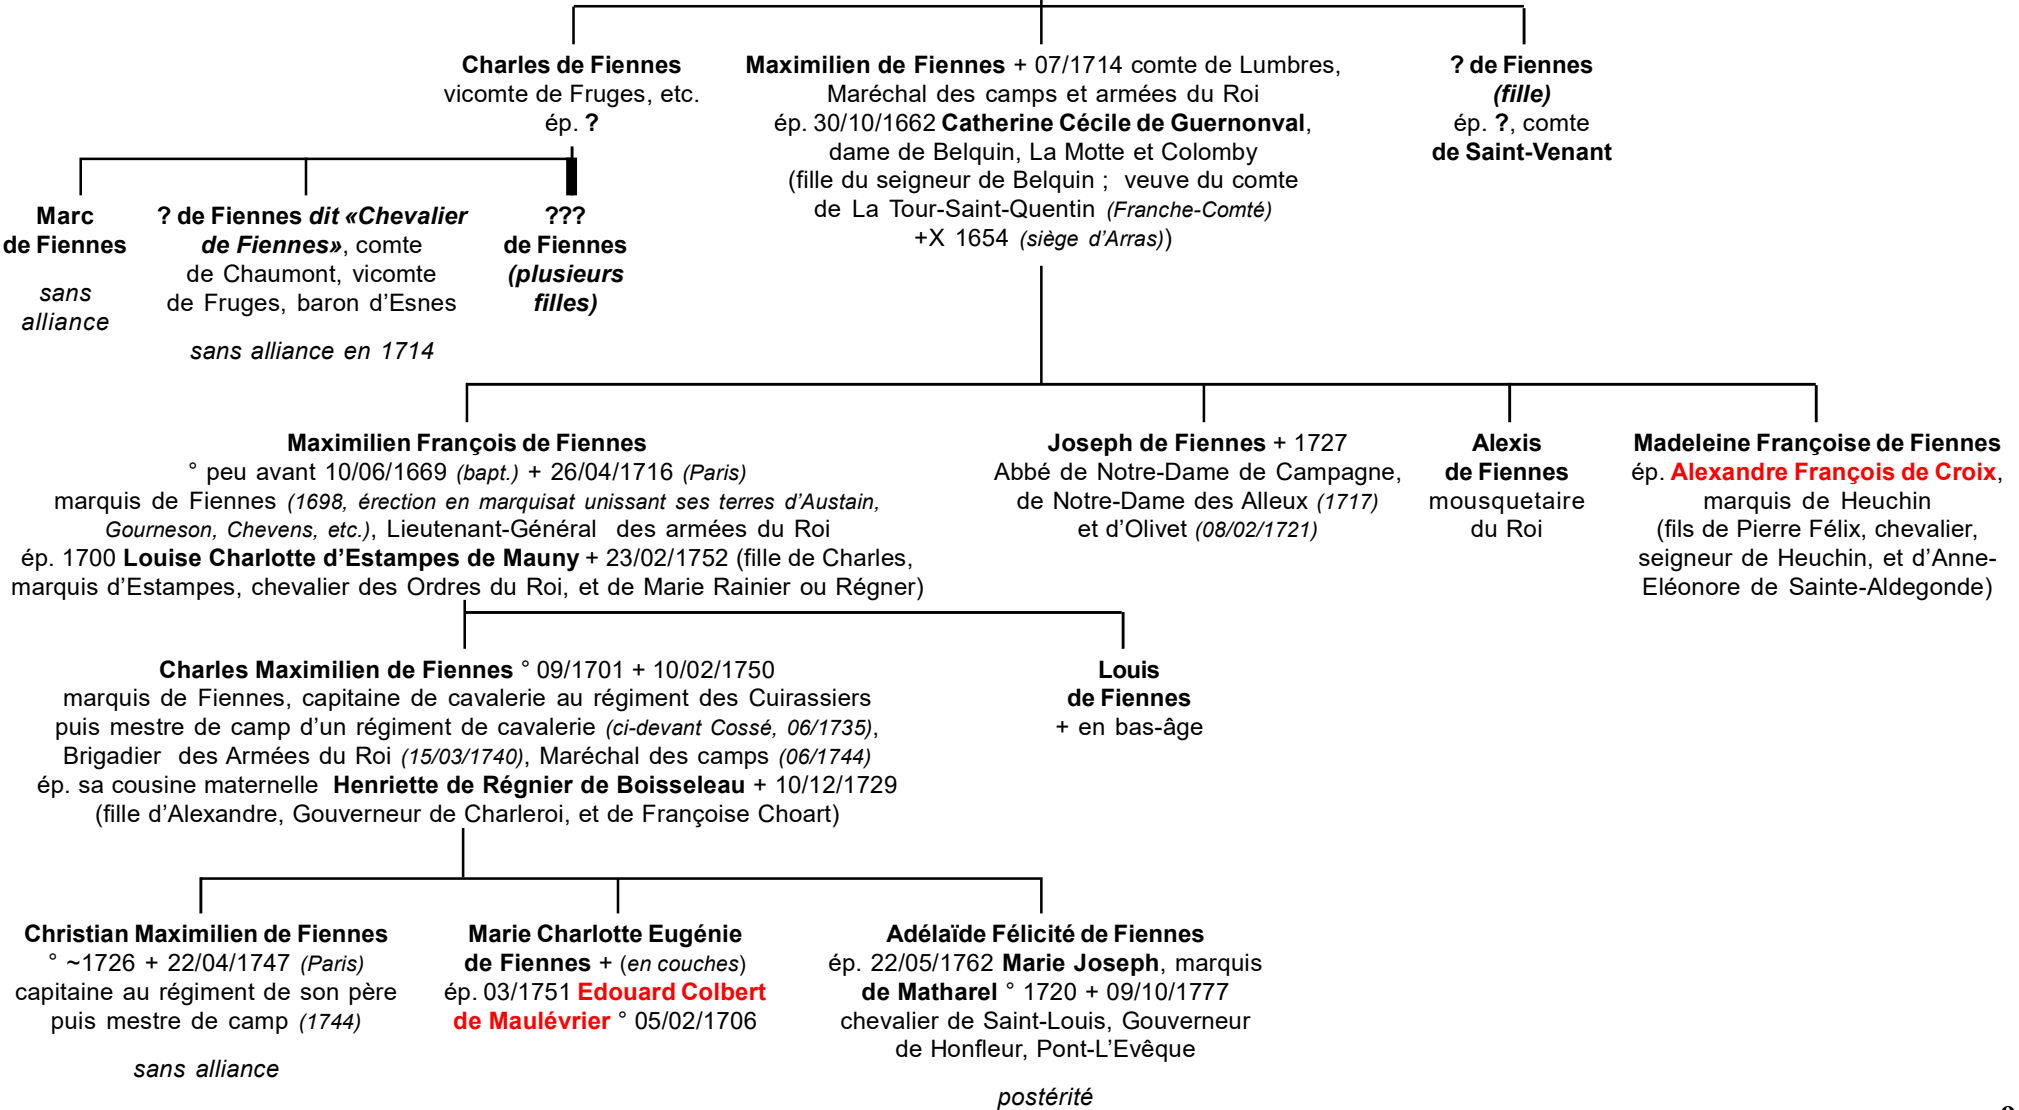 Charles de Fiennes
vicomte de Fruges, etc.
ép. ?
Maximilien de Fiennes + 07/1714 comte de Lumbres,
Maréchal des camps et armées du Roi
ép. 30/10/1662 Catherine Cécile de Guernonval,
dame de Belquin, La Motte et Colomby
(fille du seigneur de Belquin ; veuve du comte
de La Tour-Saint-Quentin (Franche-Comté)
+X 1654 (siège d'Arras))
? de Fiennes
(fille)
ép. ?, comte
de Saint-Venant
Marc
de Fiennes
sans
alliance
? de Fiennes dit «Chevalier
de Fiennes», comte
de Chaumont, vicomte
de Fruges, baron d'Esnes
sans alliance en 1714
???
de Fiennes
(plusieurs
filles)
Maximilien François de Fiennes
° peu avant 10/06/1669 (bapt.) + 26/04/1716 (Paris)
marquis de Fiennes (1698, érection en marquisat unissant ses terres d'Austain,
Gourneson, Chevens, etc.), Lieutenant-Général des armées du Roi
ép. 1700 Louise Charlotte d'Estampes de Mauny + 23/02/1752 (fille de Charles,
marquis d'Estampes, chevalier des Ordres du Roi, et de Marie Rainier ou Régner)
Joseph de Fiennes + 1727
Abbé de Notre-Dame de Campagne,
de Notre-Dame des Alleux (1717)
et d'Olivet (08/02/1721)
Alexis
de Fiennes
mousquetaire
du Roi
Madeleine Françoise de Fiennes
ép. Alexandre François de Croix,
marquis de Heuchin
(fils de Pierre Félix, chevalier,
seigneur de Heuchin, et d'Anne-
Eléonore de Sainte-Aldegonde)
Charles Maximilien de Fiennes ° 09/1701 + 10/02/1750
marquis de Fiennes, capitaine de cavalerie au régiment des Cuirassiers
puis mestre de camp d'un régiment de cavalerie (ci-devant Cossé, 06/1735),
Brigadier des Armées du Roi (15/03/1740), Maréchal des camps (06/1744)
ép. sa cousine maternelle Henriette de Régnier de Boisseleau + 10/12/1729
(fille d'Alexandre, Gouverneur de Charleroi, et de Françoise Choart)
Louis
de Fiennes
+ en bas-âge
Christian Maximilien de Fiennes
° ~1726 + 22/04/1747 (Paris)
capitaine au régiment de son père
puis mestre de camp (1744)
sans alliance
Marie Charlotte Eugénie
de Fiennes + (en couches)
ép. 03/1751 Edouard Colbert
de Maulévrier ° 05/02/1706
Adélaïde Félicité de Fiennes
ép. 22/05/1762 Marie Joseph, marquis
de Matharel ° 1720 + 09/10/1777
chevalier de Saint-Louis, Gouverneur
de Honfleur, Pont-L'Evêque
postérité